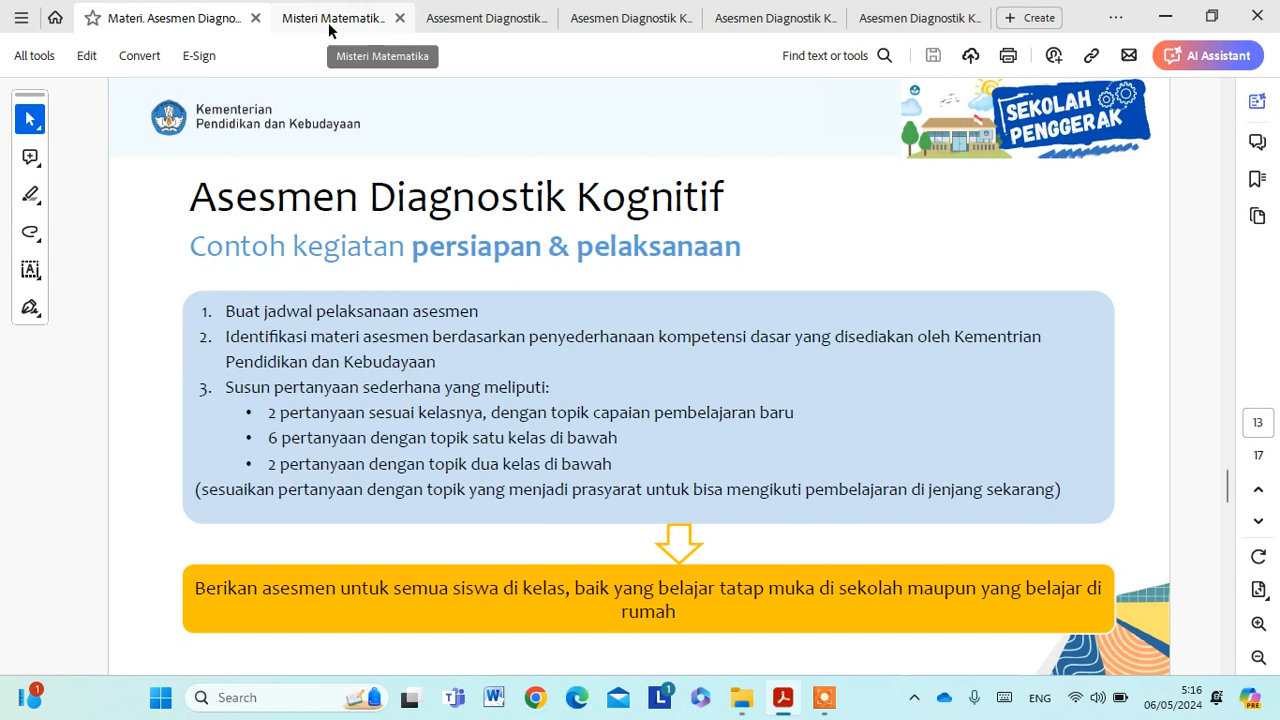 Materi. Asesmen Diagno...
Misteri Matematik...
Assesment Diagnostik...
Asesmen Diagnostik K...
Asesmen Diagnostik K...
Asesmen Diagnostik K...
Create
All tools
Edit
Convert
E-Sign
Misteri Matematika
Find text or tools
AI Assistant
Kementerian
Pendidikan dan Kebudayaan
SEKOLAH
PENGGERAK
Asesmen Diagnostik Kognitif
Contoh kegiatan persiapan & pelaksanaan
1. Buat jadwal pelaksanaan asesmen
2. Identifikasi materi asesmen berdasarkan penyederhanaan kompetensi dasar yang disediakan oleh Kementrian
Pendidikan dan Kebudayaan
3. Susun pertanyaan sederhana yang meliputi:
• 2 pertanyaan sesuai kelasnya, dengan topik capaian pembelajaran baru
• 6 pertanyaan dengan topik satu kelas di bawah
• 2 pertanyaan dengan topik dua kelas di bawah
(sesuaikan pertanyaan dengan topik yang menjadi prasyarat untuk bisa mengikuti pembelajaran di jenjang sekarang)
Berikan asesmen untuk semua siswa di kelas, baik yang belajar tatap muka di sekolah maupun yang belajar di
rumah
13
17
1
Search
1
ENG
5:16
06/05/2024
PRE